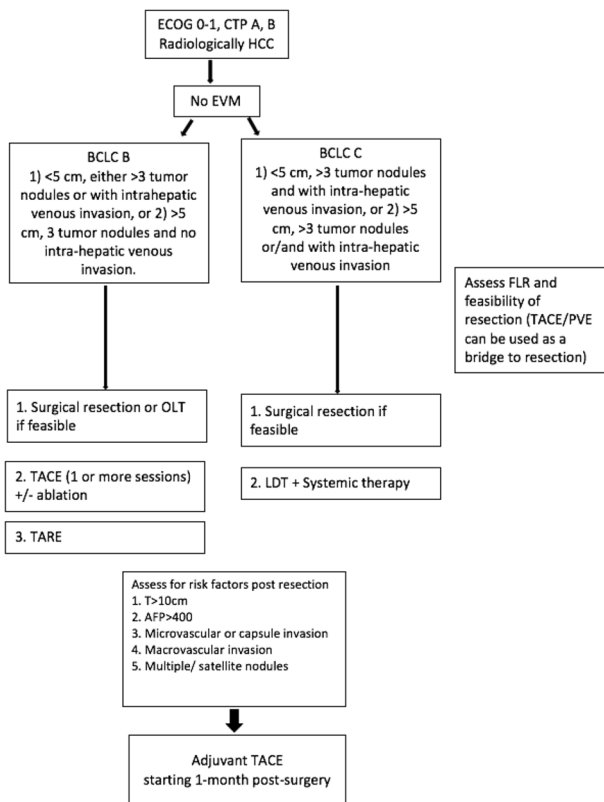 ECOG 0-1, CTP A, B
Radiologically HCC
No EVM
BCLC B
1) <5 cm, either >3 tumor
nodules or with intrahepatic
venous invasion, or 2) >5
cm, 3 tumor nodules and no
intra-hepatic venous
invasion.
BCLC C
1) <5 cm, >3 tumor nodules
and with intra-hepatic
venous invasion, or 2) >5
cm, >3 tumor nodules
or/and with intra-hepatic
venous invasion
Assess FLR and
feasibility of
resection (TACE/PVE
can be used as a
bridge to resection)
1. Surgical resection or OLT
if feasible
1. Surgical resection if
feasible
2. TACE (1 or more sessions)
+/- ablation
2. LDT + Systemic therapy
3. TARE
Assess for risk factors post resection
1. T>10cm
2. AFP>400
3. Microvascular or capsule invasion
4. Macrovascular invasion
5. Multiple/ satellite nodules
Adjuvant TACE
starting 1-month post-surgery